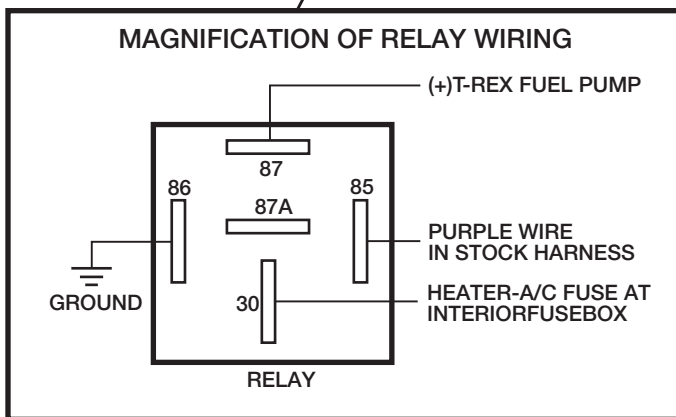 MAGNIFICATION OF RELAY WIRING
(+)T-REX FUEL PUMP
87
86
87A
85
PURPLE WIRE
IN STOCK HARNESS
GROUND
30
HEATER-A/C FUSE AT
INTERIORFUSEBOX
RELAY